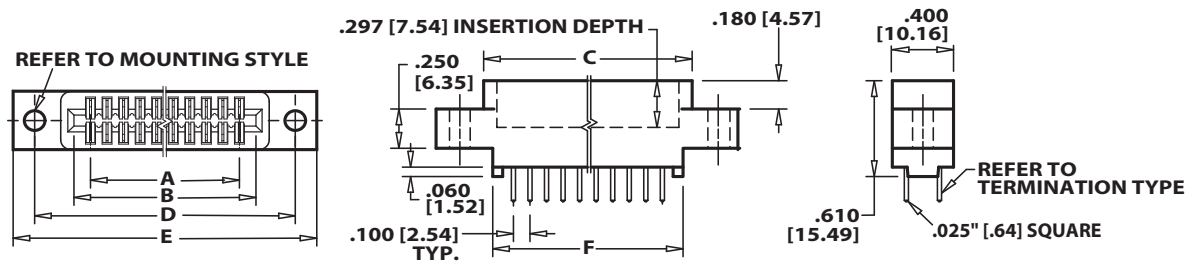 REFER TO MOUNTING STYLE
A
B
D
E
.297 [7.54] INSERTION DEPTH
.180 [4.57]
C
.250
[6.35]
.060
[1.52]
.100 [2.54]
TYP.
F
.400
[10.16]
REFER TO
TERMINATION TYPE
.610
[15.49]
.025" [.64] SQUARE